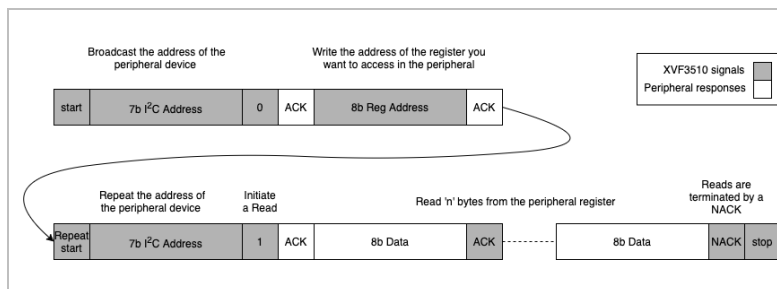 Broadcast the address of the
peripheral device
Write the address of the register you
want to access in the peripheral
XVF3510 signals
Peripheral responses
start
7b I²C Address
0
ACK
8b Reg Address
ACK
Repeat the address of
the peripheral device
Initiate
a Read
Read 'n' bytes from the peripheral register
Reads are
terminated by a
NACK
Repeat
start
7b I²C Address
1
ACK
8b Data
ACK
8b Data
NACK
stop